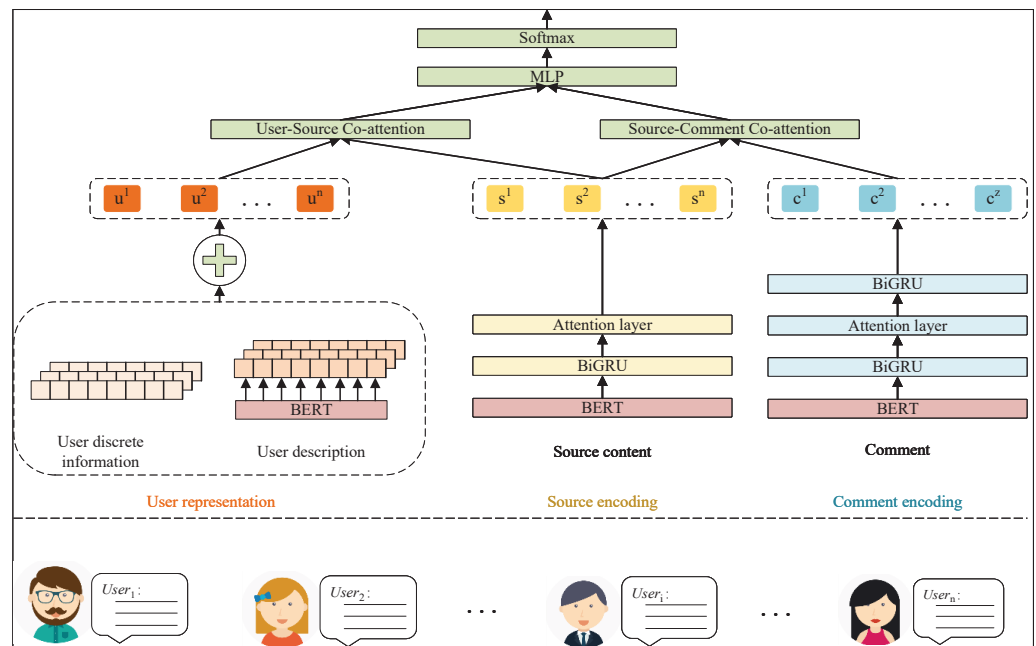 Softmax
MLP
User-Source Co-attention
Source-Comment Co-attention
u¹ u² . . . uⁿ
s¹ s² . . . sⁿ
c¹ c² . . . cᶻ
BiGRU
Attention layer
Attention layer
BiGRU
BiGRU
BERT
BERT
BERT
User discrete
information
User description
Source content
Comment
User representation
Source encoding
Comment encoding
User₁:
User₂:
. . .
Userᵢ:
. . .
Userₙ: